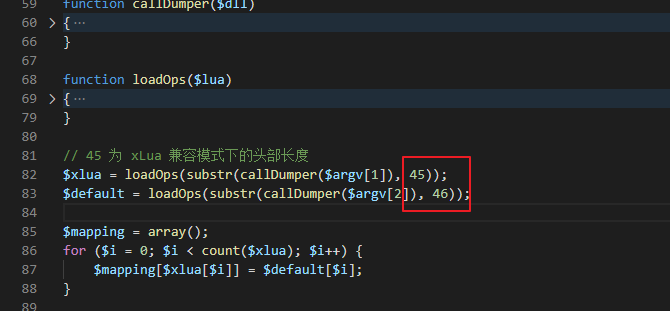 59 function callDumper($dll)
60 > { ···
66 }
67
68 function loadOps($lua)
69 > { ···
79 }
80
81 // 45 为 xLua 兼容模式下的头部长度
82 $xlua = loadOps(substr(callDumper($argv[1]), 45));
83 $default = loadOps(substr(callDumper($argv[2]), 46));
84
85 $mapping = array();
86 for ($i = 0; $i < count($xlua); $i++) {
87 $mapping[$xlua[$i]] = $default[$i];
88 }
89